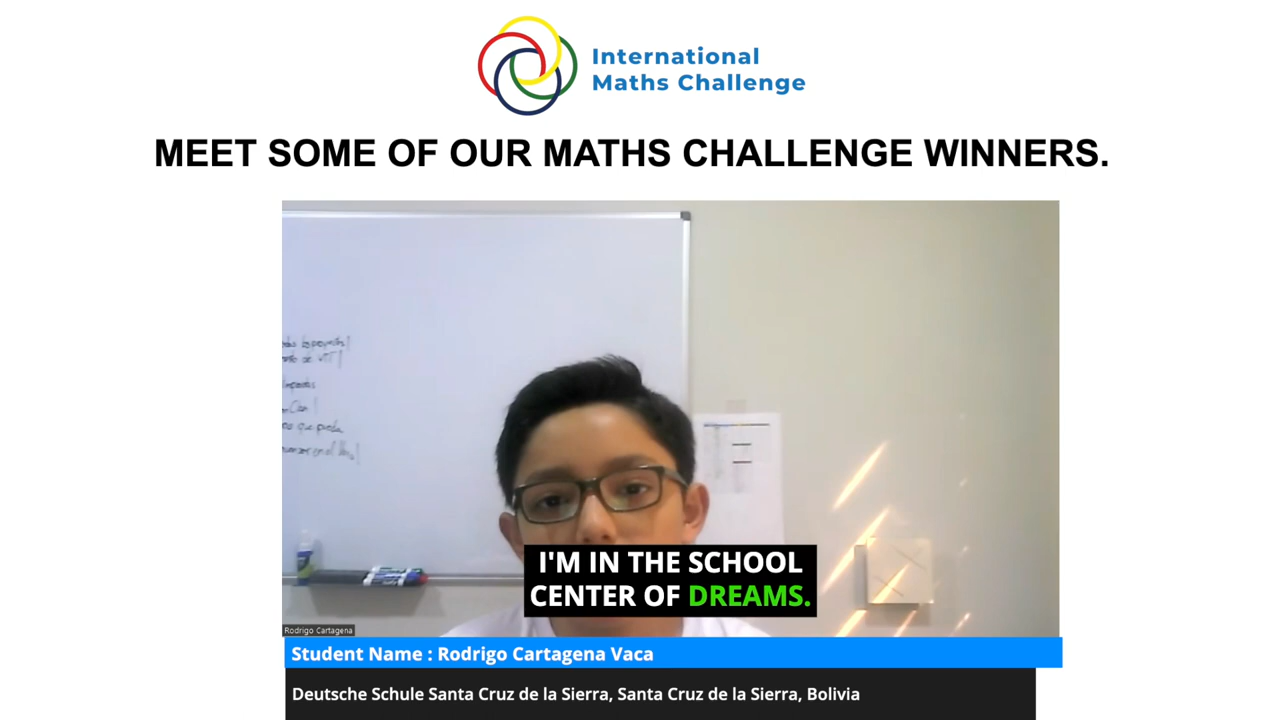 International
Maths Challenge
MEET SOME OF OUR MATHS CHALLENGE WINNERS.
I'M IN THE SCHOOL
CENTER OF DREAMS.
Rodrigo Cartagena
Student Name : Rodrigo Cartagena Vaca
Deutsche Schule Santa Cruz de la Sierra, Santa Cruz de la Sierra, Bolivia